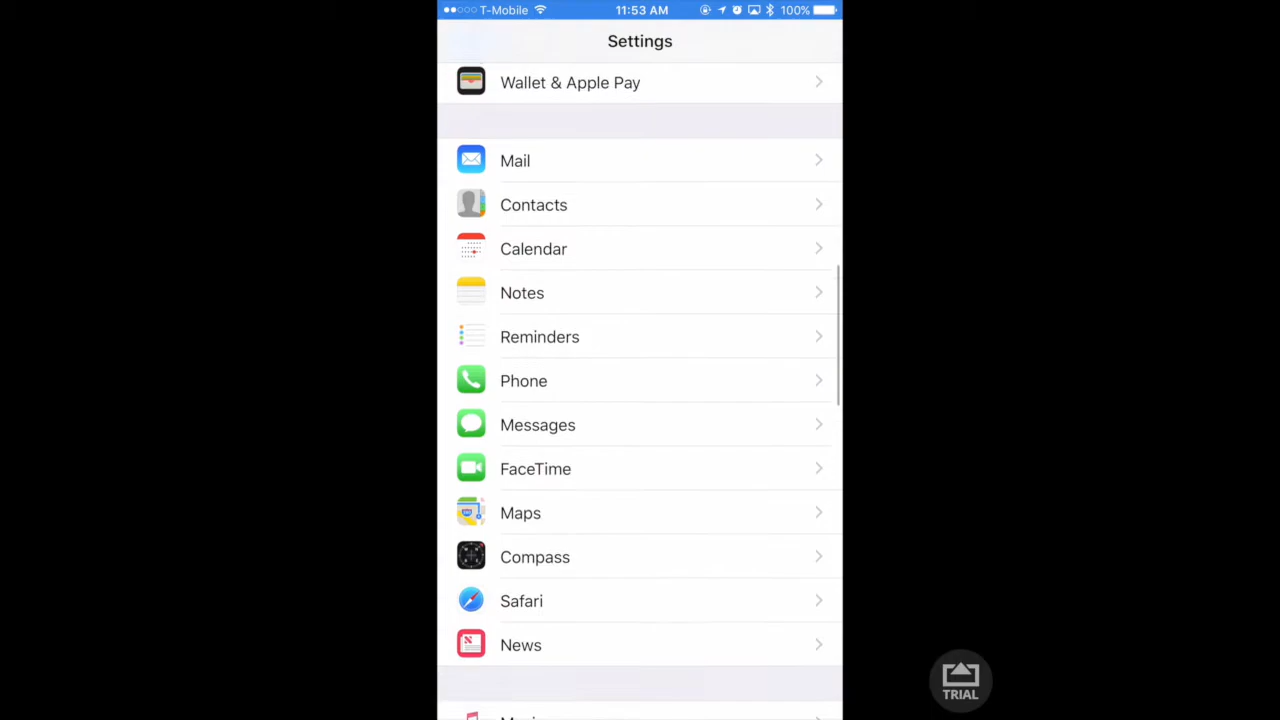 T-Mobile 11:53 AM 100%
Settings
Wallet & Apple Pay
Mail
Contacts
Calendar
Notes
Reminders
Phone
Messages
FaceTime
Maps
Compass
Safari
News
TRIAL